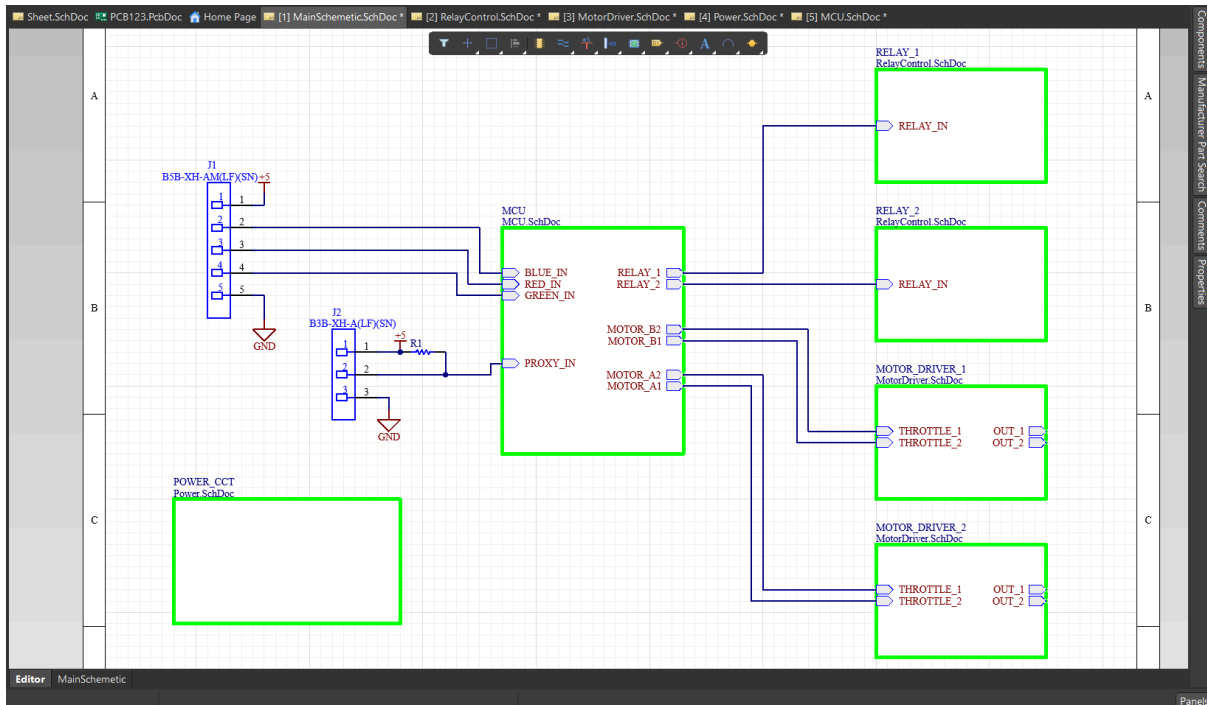 Sheet.SchDoc PCB123.PcbDoc Home Page [1] MainSchemetic.SchDoc * [2] RelayControl.SchDoc * [3] MotorDriver.SchDoc * [4] Power.SchDoc * [5] MCU.SchDoc *
A
A
B
B
C
C
RELAY_1
RelayControl.SchDoc
RELAY_IN
J1
B5B-XH-AM(LF)(SN)
+5
1 1
2 2
3 3
4 4
5 5
GND
MCU
MCU.SchDoc
BLUE_IN
RED_IN
GREEN_IN
PROXY_IN
RELAY_1
RELAY_2
MOTOR_B2
MOTOR_B1
MOTOR_A2
MOTOR_A1
RELAY_2
RelayControl.SchDoc
RELAY_IN
J2
B3B-XH-A(LF)(SN)
+5
R1
1 1
2 2
3 3
GND
MOTOR_DRIVER_1
MotorDriver.SchDoc
THROTTLE_1 OUT_1
THROTTLE_2 OUT_2
POWER_CCT
Power.SchDoc
MOTOR_DRIVER_2
MotorDriver.SchDoc
THROTTLE_1 OUT_1
THROTTLE_2 OUT_2
Components
Manufacturer Part Search
Comments
Properties
Editor MainSchemetic
Panels